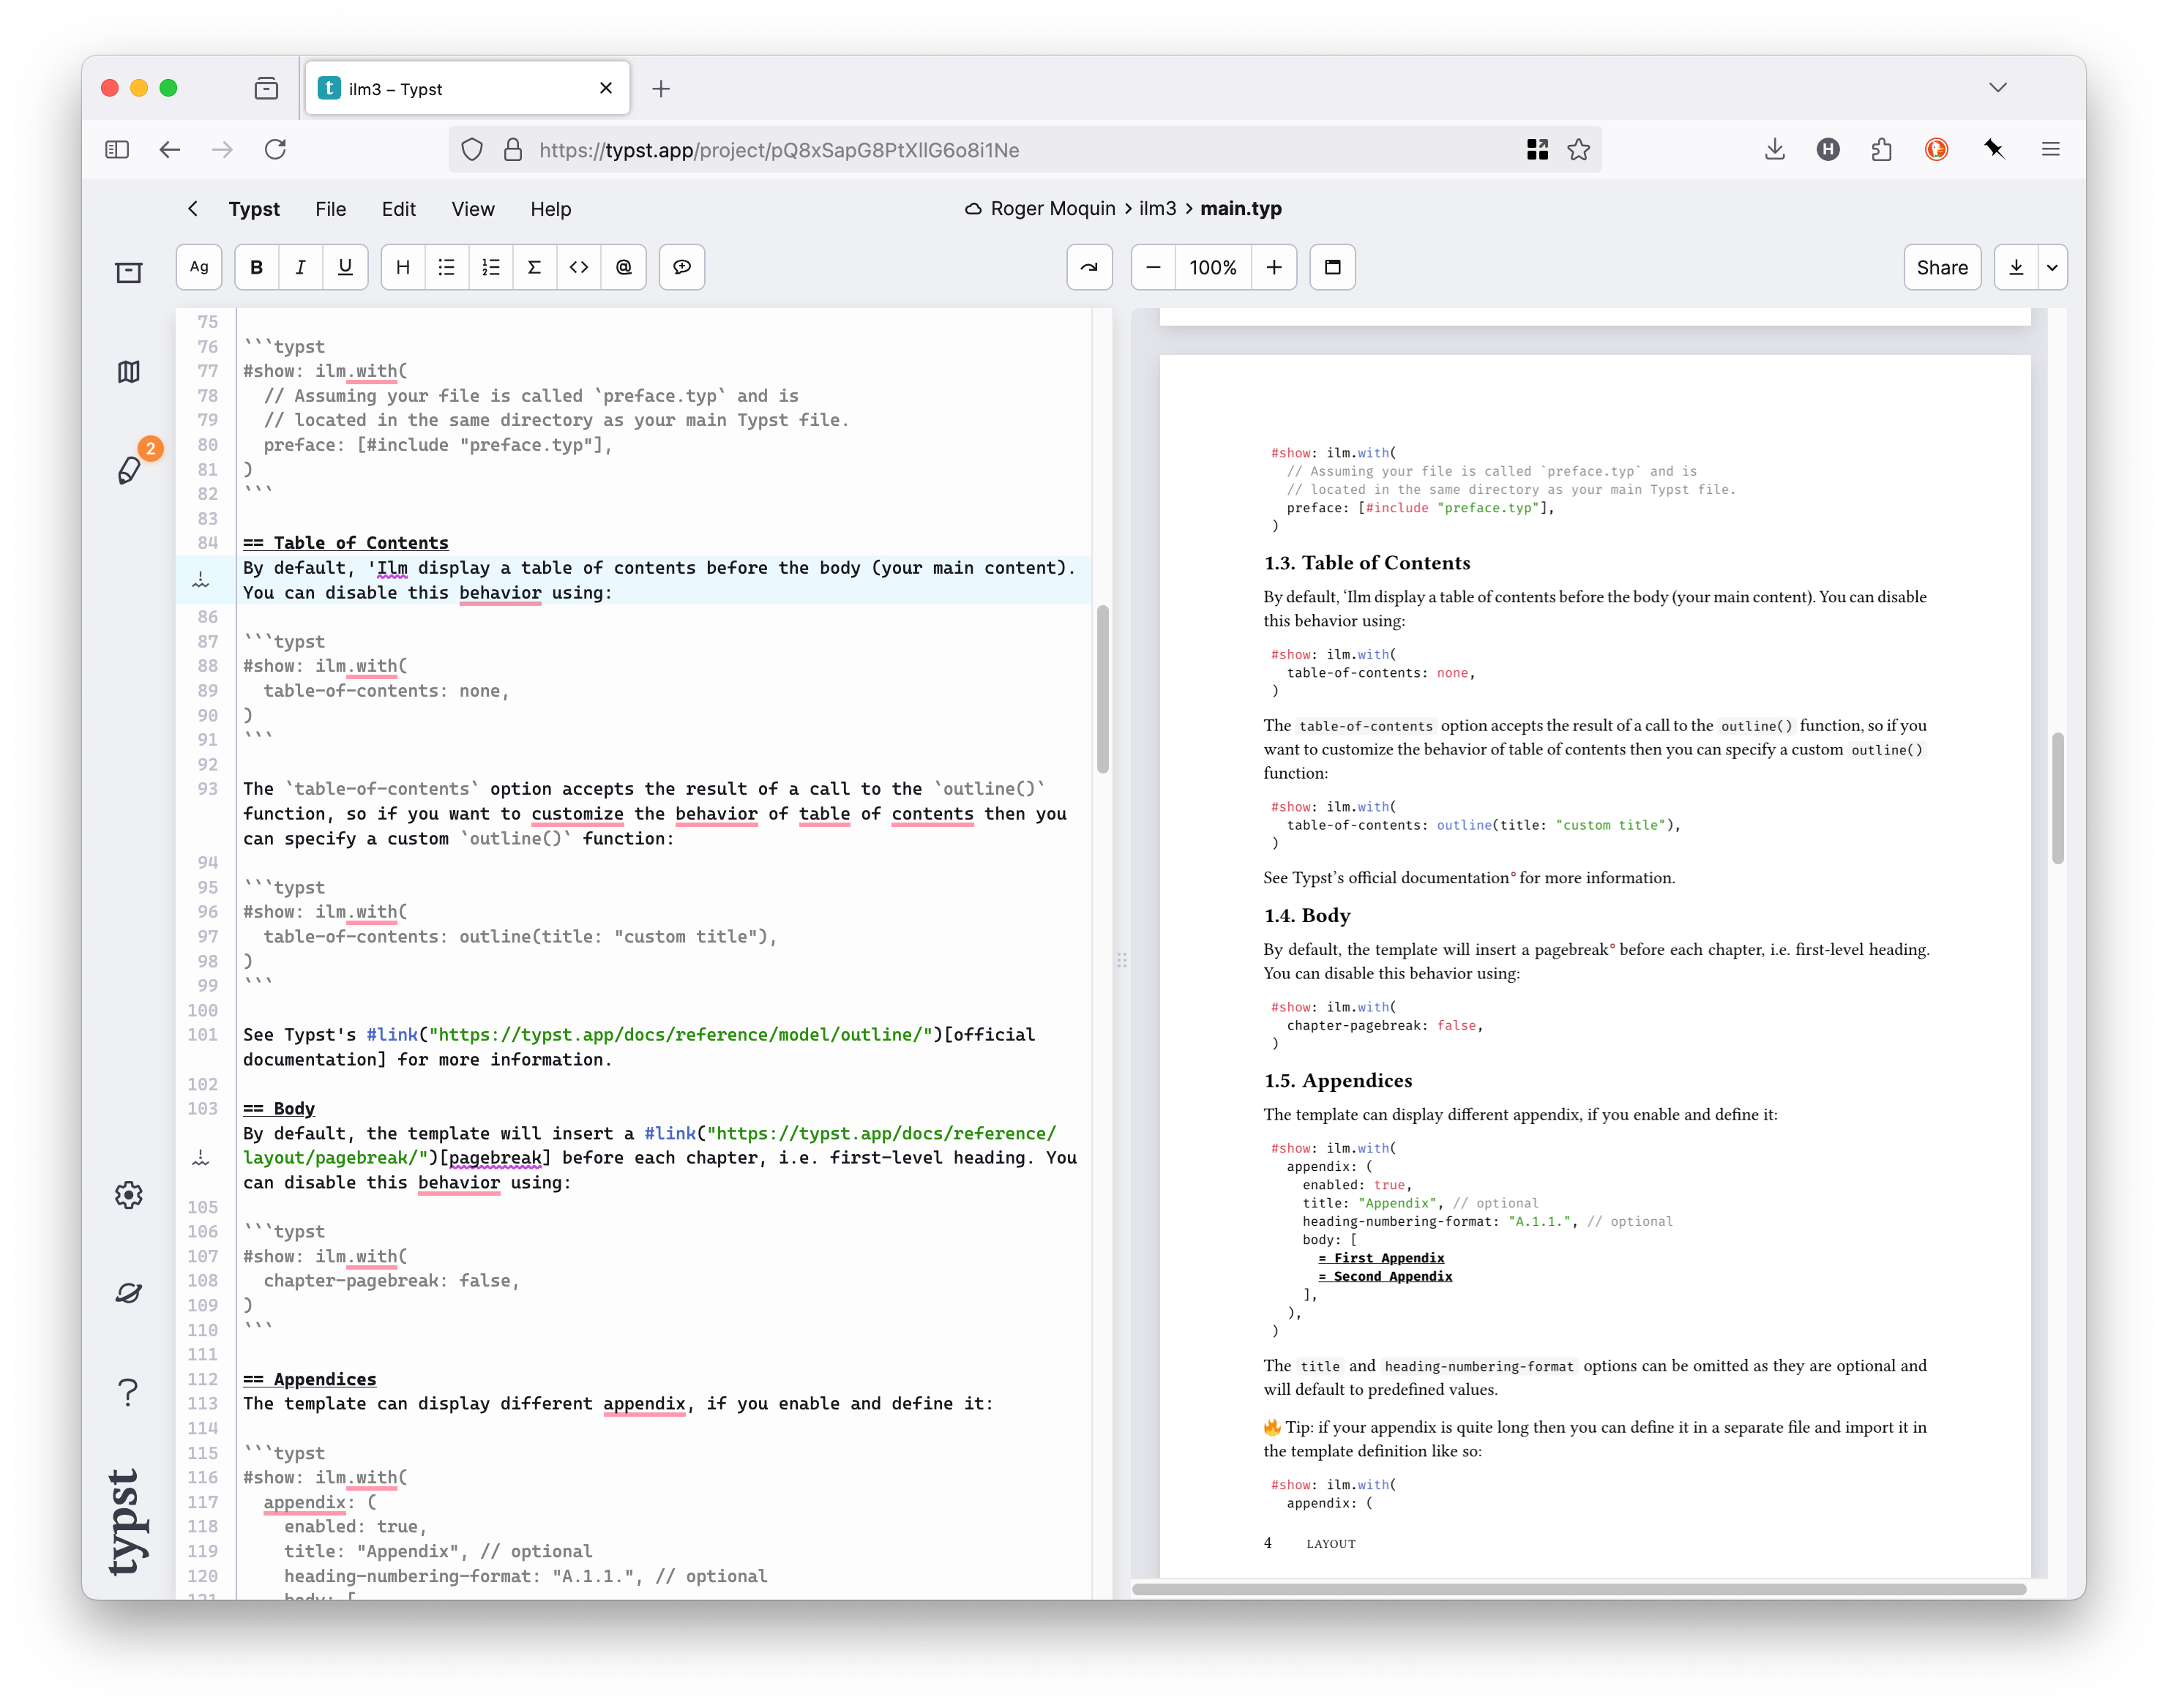 ilm3 – Typst
https://typst.app/project/pQ8xSapG8PtXllG6o8i1Ne
H
Typst File Edit View Help
Roger Moquin > ilm3 > main.typ
Ag B I U H Σ <> @
100%
Share
2
typst
75
76 ```typst
77 #show: ilm.with(
78 // Assuming your file is called `preface.typ` and is
79 // located in the same directory as your main Typst file.
80 preface: [#include "preface.typ"],
81 )
82 ```
83
84 == Table of Contents
By default, 'Ilm display a table of contents before the body (your main content).
You can disable this behavior using:
86
87 ```typst
88 #show: ilm.with(
89 table-of-contents: none,
90 )
91 ```
92
93 The `table-of-contents` option accepts the result of a call to the `outline()`
function, so if you want to customize the behavior of table of contents then you
can specify a custom `outline()` function:
94
95 ```typst
96 #show: ilm.with(
97 table-of-contents: outline(title: "custom title"),
98 )
99 ```
100
101 See Typst's #link("https://typst.app/docs/reference/model/outline/")[official
documentation] for more information.
102
103 == Body
By default, the template will insert a #link("https://typst.app/docs/reference/
layout/pagebreak/")[pagebreak] before each chapter, i.e. first-level heading. You
can disable this behavior using:
105
106 ```typst
107 #show: ilm.with(
108 chapter-pagebreak: false,
109 )
110 ```
111
112 == Appendices
113 The template can display different appendix, if you enable and define it:
114
115 ```typst
116 #show: ilm.with(
117 appendix: (
118 enabled: true,
119 title: "Appendix", // optional
120 heading-numbering-format: "A.1.1.", // optional
121 body: [
#show: ilm.with(
// Assuming your file is called `preface.typ` and is
// located in the same directory as your main Typst file.
preface: [#include "preface.typ"],
)
1.3. Table of Contents
By default, ‘Ilm display a table of contents before the body (your main content). You can disable
this behavior using:
#show: ilm.with(
table-of-contents: none,
)
The table-of-contents option accepts the result of a call to the outline() function, so if you
want to customize the behavior of table of contents then you can specify a custom outline()
function:
#show: ilm.with(
table-of-contents: outline(title: "custom title"),
)
See Typst’s official documentation° for more information.
1.4. Body
By default, the template will insert a pagebreak° before each chapter, i.e. first-level heading.
You can disable this behavior using:
#show: ilm.with(
chapter-pagebreak: false,
)
1.5. Appendices
The template can display different appendix, if you enable and define it:
#show: ilm.with(
appendix: (
enabled: true,
title: "Appendix", // optional
heading-numbering-format: "A.1.1.", // optional
body: [
= First Appendix
= Second Appendix
],
),
)
The title and heading-numbering-format options can be omitted as they are optional and
will default to predefined values.
🔥 Tip: if your appendix is quite long then you can define it in a separate file and import it in
the template definition like so:
#show: ilm.with(
appendix: (
4 LAYOUT